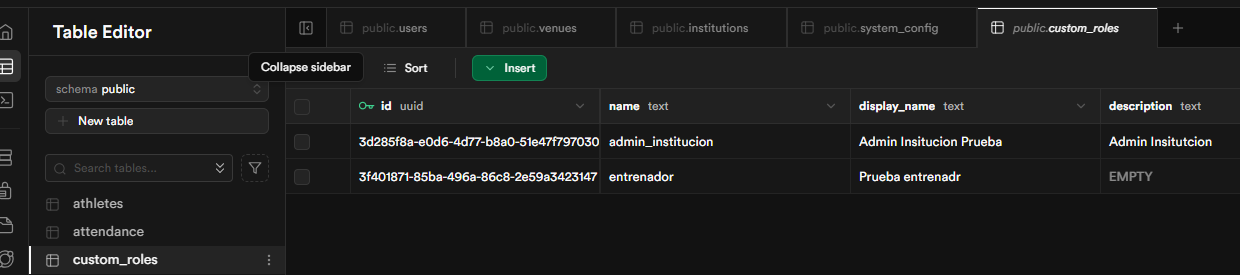 Table Editor
public.users
public.venues
public.institutions
public.system_config
public.custom_roles
Collapse sidebar
Sort
Insert
schema public
New table
Search tables...
athletes
attendance
custom_roles
id uuid
name text
display_name text
description text
3d285f8a-e0d6-4d77-b8a0-51e47f797030 admin_institucion Admin Insitucion Prueba Admin Insitutcion
3f401871-85ba-496a-86c8-2e59a3423147 entrenador Prueba entrenadr EMPTY